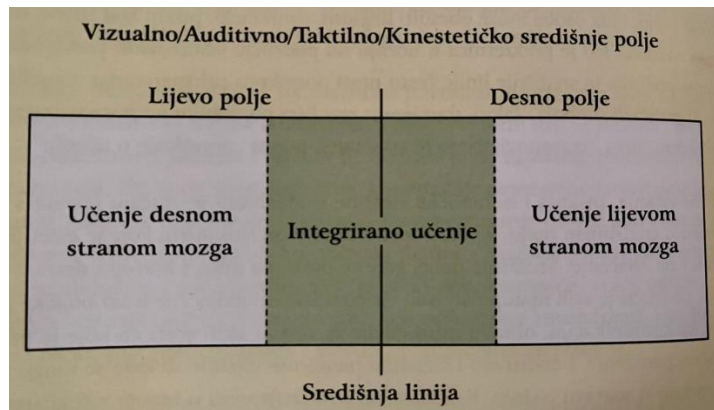 Vizualno/Auditivno/Taktilno/Kinestetičko središnje polje
Lijevo polje
Desno polje
Učenje desnom
stranom mozga
Integrirano učenje
Učenje lijevom
stranom mozga
Središnja linija